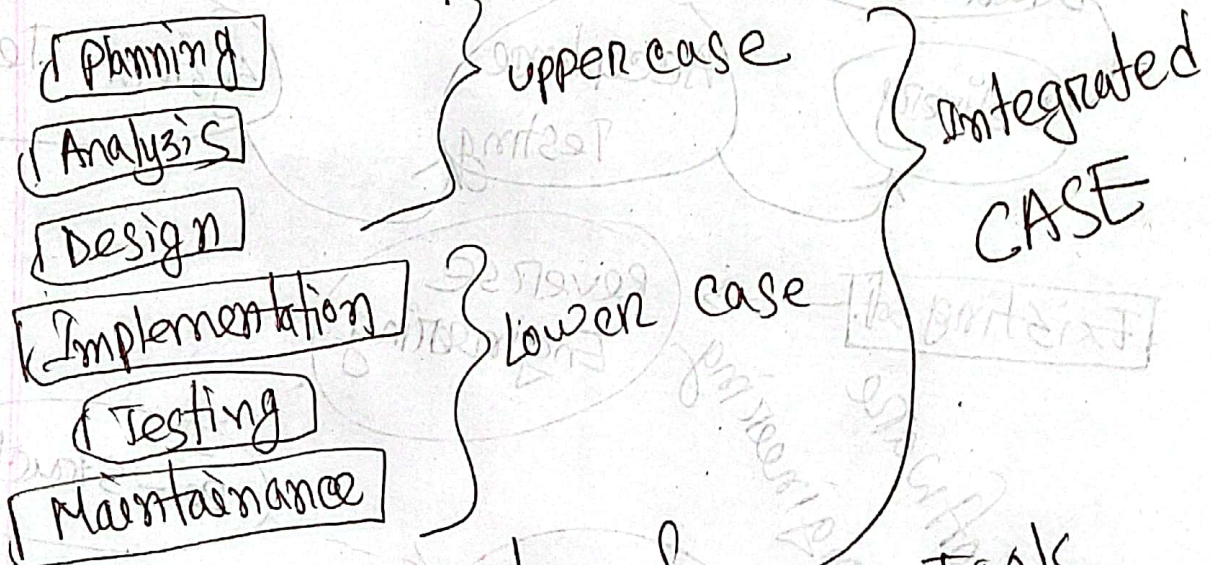 Planning
Analysis
Design
Implementation
Testing
Maintainance
upper case
Lower case
Integrated
CASE